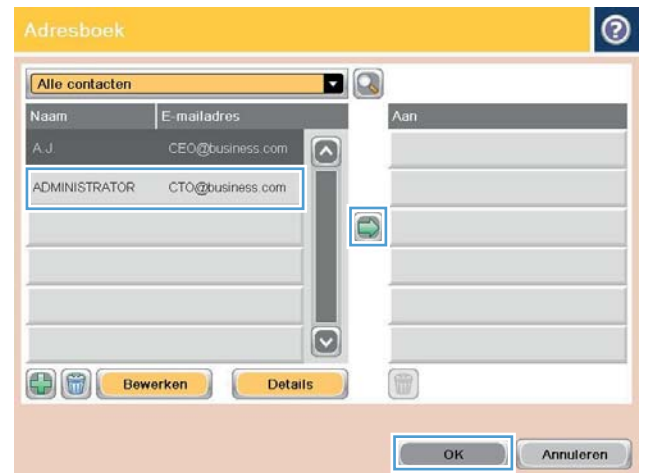 Adresboek
?
Alle contacten
Naam E-mailadres Aan
A.J. CEO@business.com
ADMINISTRATOR CTO@business.com
Bewerken Details
OK Annuleren